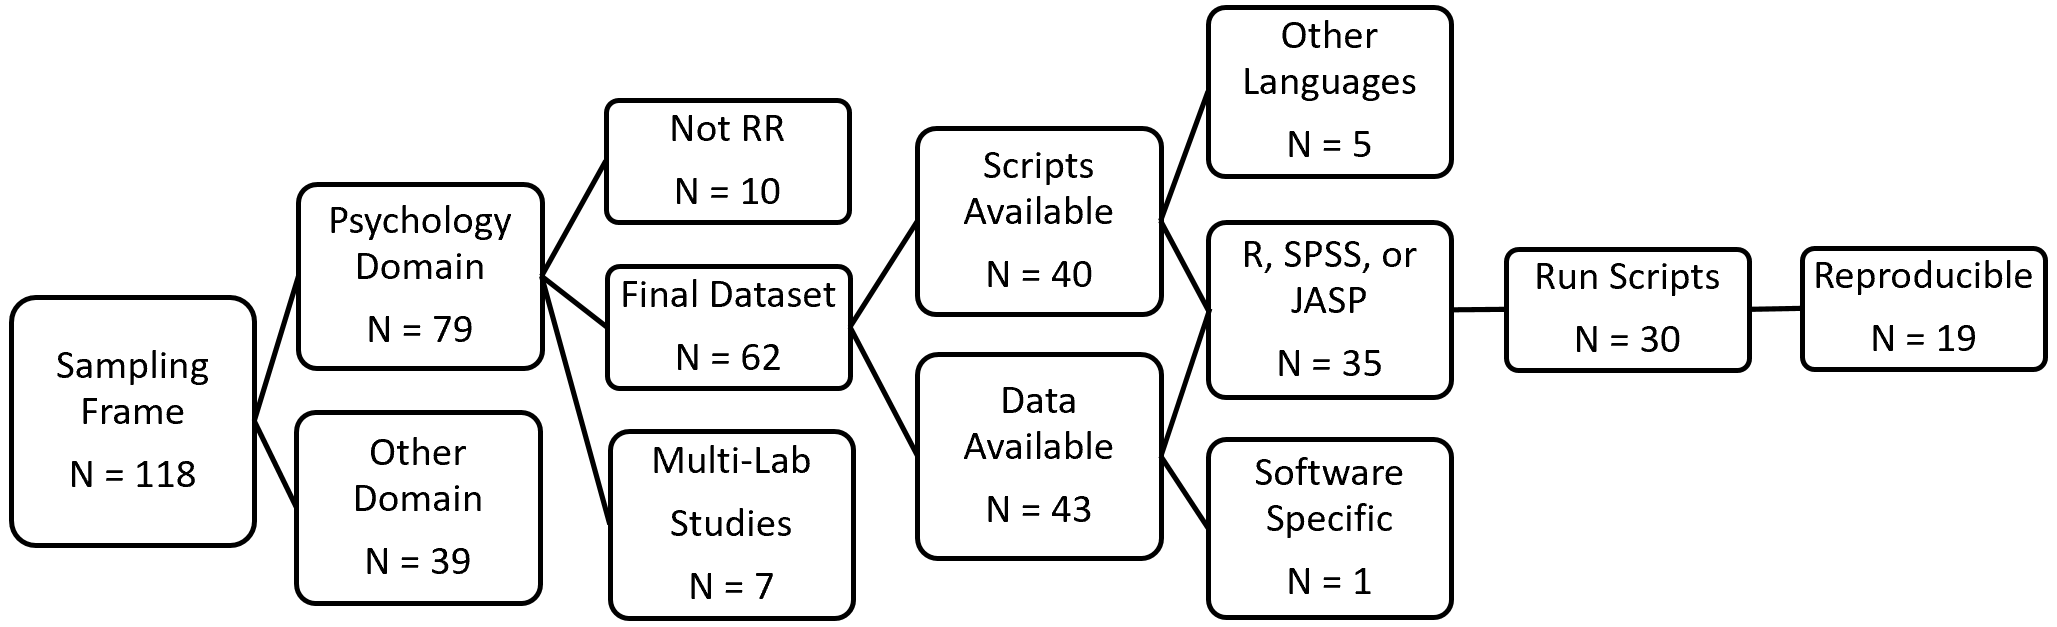 Sampling
Frame
N = 118
Psychology
Domain
N = 79
Other
Domain
N = 39
Not RR
N = 10
Final Dataset
N = 62
Multi-Lab
Studies
N = 7
Scripts
Available
N = 40
Data
Available
N = 43
Other
Languages
N = 5
R, SPSS, or
JASP
N = 35
Software
Specific
N = 1
Run Scripts
N = 30
Reproducible
N = 19